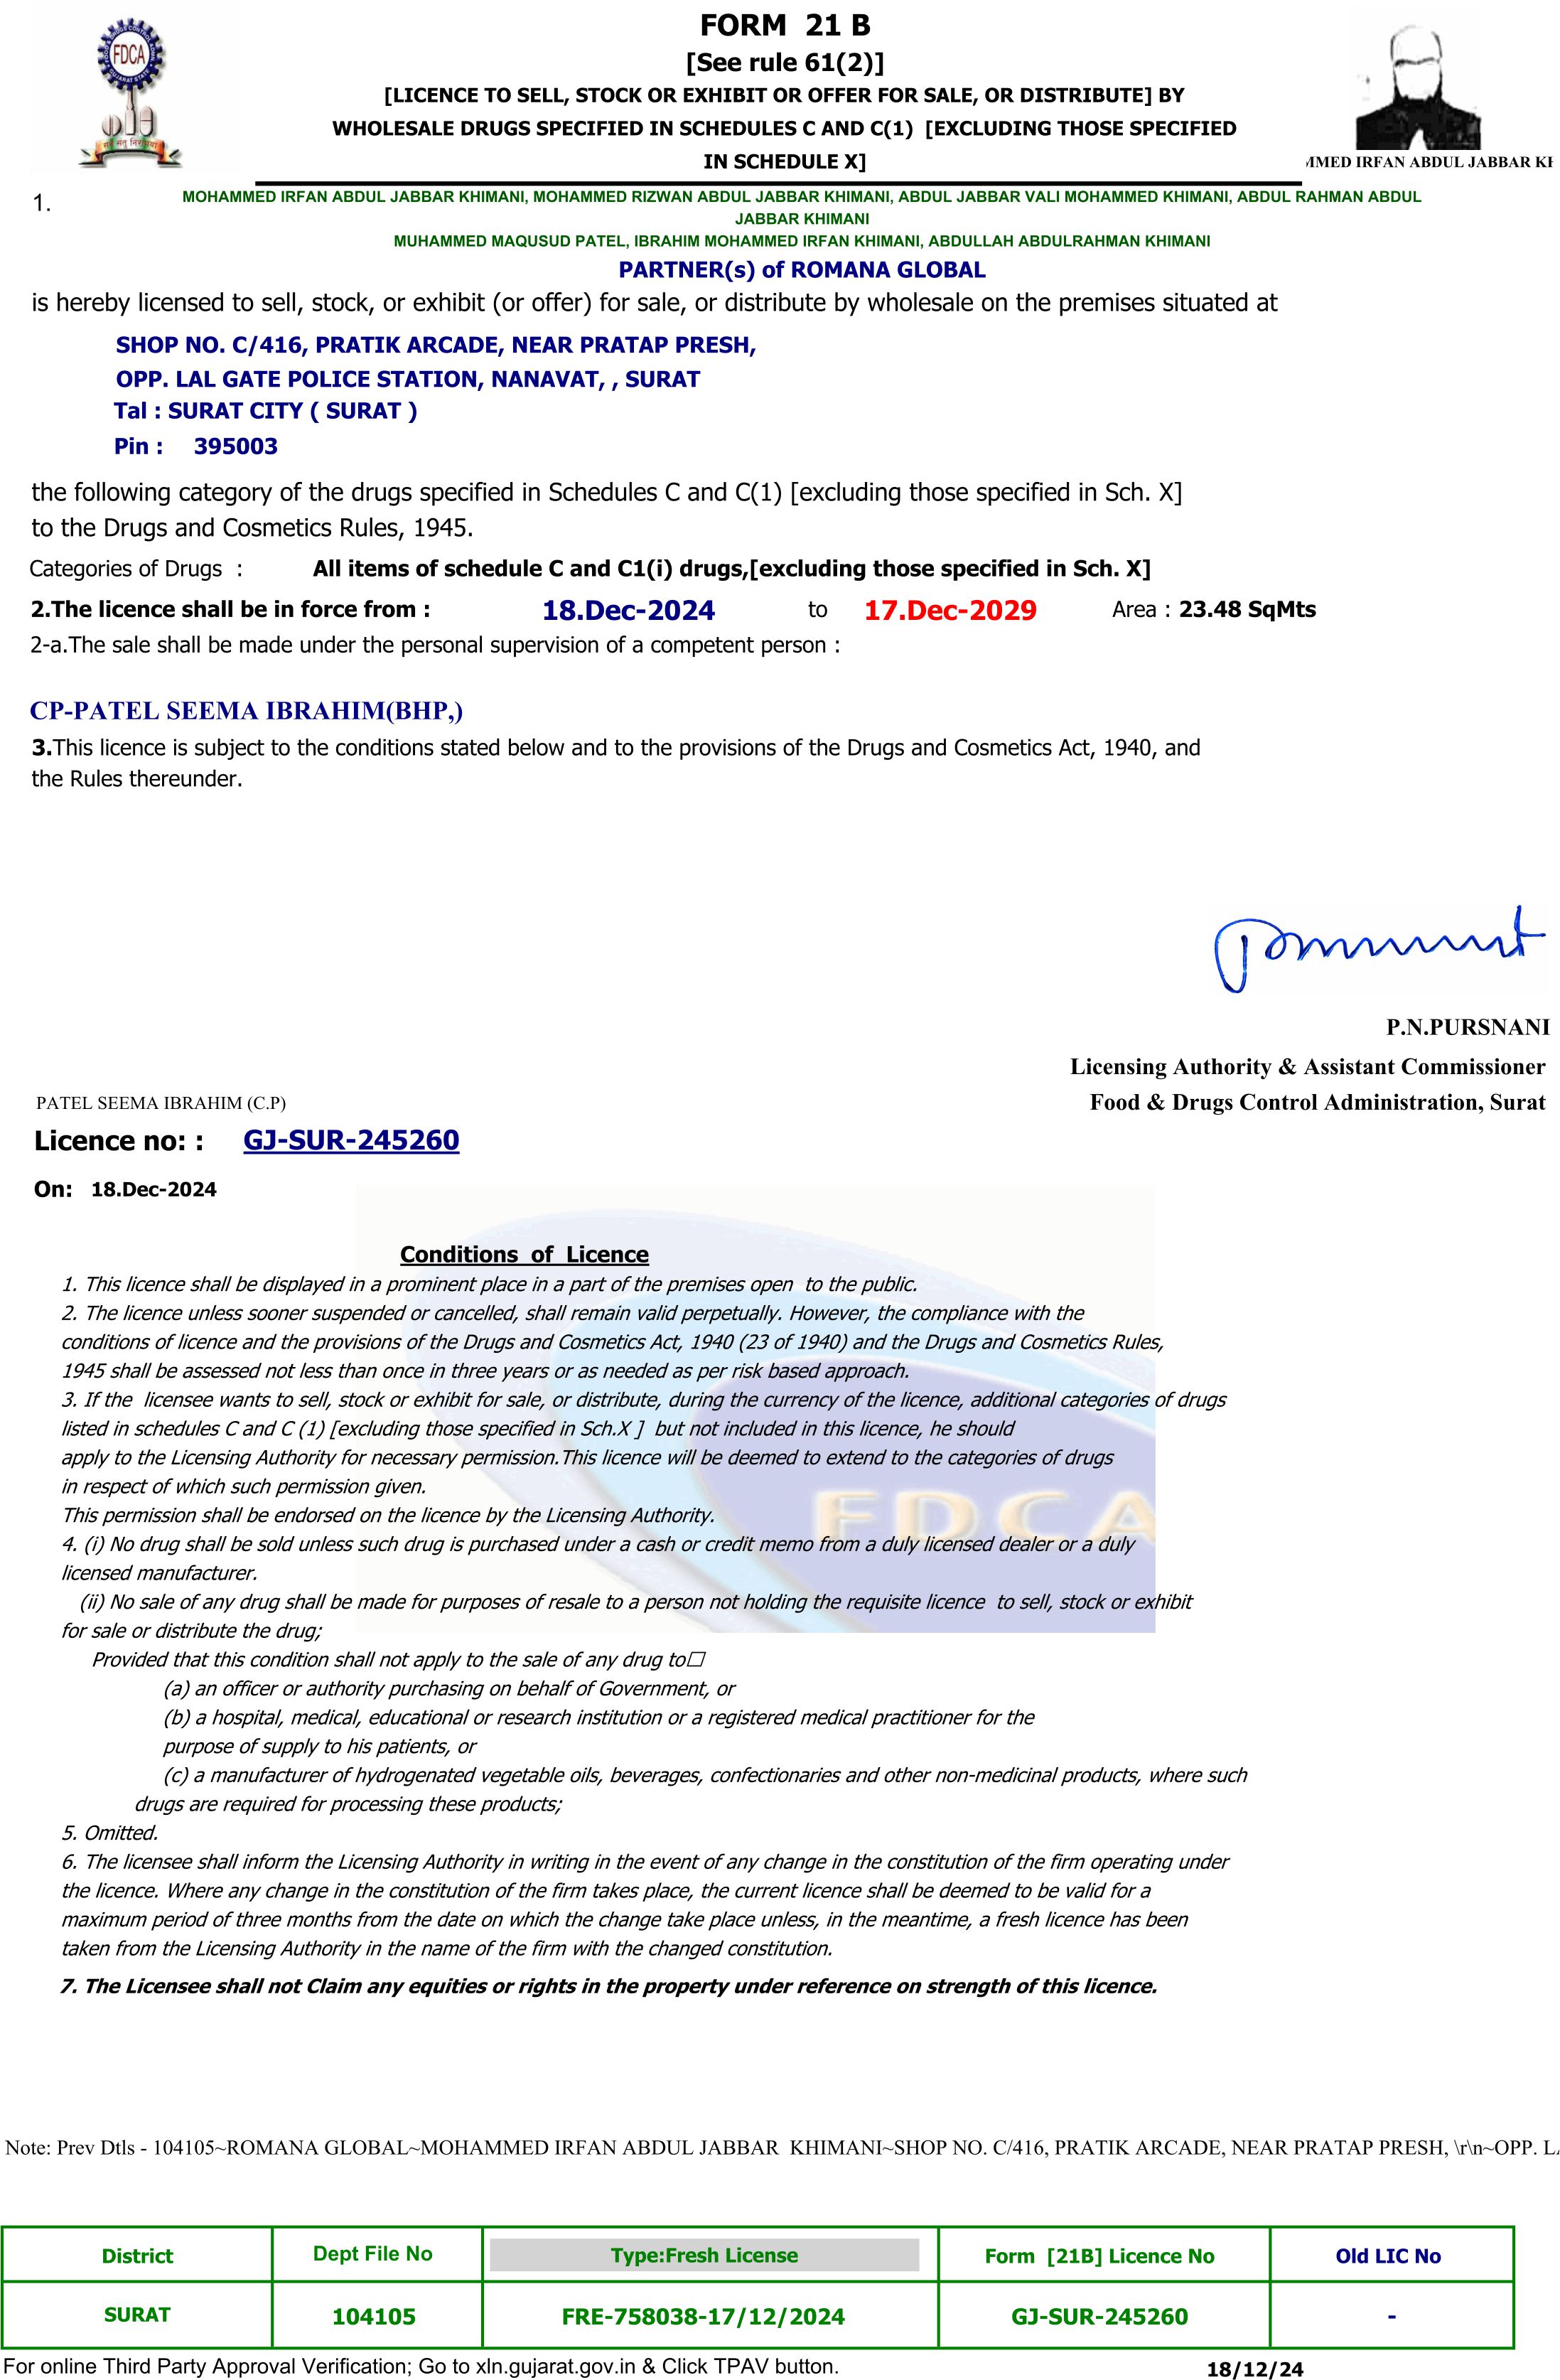 FORM 21 B
[See rule 61(2)]
[LICENCE TO SELL, STOCK OR EXHIBIT OR OFFER FOR SALE, OR DISTRIBUTE] BY
WHOLESALE DRUGS SPECIFIED IN SCHEDULES C AND C(1) [EXCLUDING THOSE SPECIFIED
IN SCHEDULE X]
FDCA
MMED IRFAN ABDUL JABBAR KH
1.
MOHAMMED IRFAN ABDUL JABBAR KHIMANI, MOHAMMED RIZWAN ABDUL JABBAR KHIMANI, ABDUL JABBAR VALI MOHAMMED KHIMANI, ABDUL RAHMAN ABDUL
JABBAR KHIMANI
MUHAMMED MAQUSUD PATEL, IBRAHIM MOHAMMED IRFAN KHIMANI, ABDULLAH ABDULRAHMAN KHIMANI
PARTNER(s) of ROMANA GLOBAL
is hereby licensed to sell, stock, or exhibit (or offer) for sale, or distribute by wholesale on the premises situated at
SHOP NO. C/416, PRATIK ARCADE, NEAR PRATAP PRESH,
OPP. LAL GATE POLICE STATION, NANAVAT, , SURAT
Tal : SURAT CITY ( SURAT )
Pin : 395003
the following category of the drugs specified in Schedules C and C(1) [excluding those specified in Sch. X]
to the Drugs and Cosmetics Rules, 1945.
Categories of Drugs : All items of schedule C and C1(i) drugs,[excluding those specified in Sch. X]
2.The licence shall be in force from : 18.Dec-2024 to 17.Dec-2029 Area : 23.48 SqMts
2-a.The sale shall be made under the personal supervision of a competent person :
CP-PATEL SEEMA IBRAHIM(BHP,)
3.This licence is subject to the conditions stated below and to the provisions of the Drugs and Cosmetics Act, 1940, and
the Rules thereunder.
P.N.PURSNANI
Licensing Authority & Assistant Commissioner
Food & Drugs Control Administration, Surat
PATEL SEEMA IBRAHIM (C.P)
Licence no: : GJ-SUR-245260
On: 18.Dec-2024
Conditions of Licence
1. This licence shall be displayed in a prominent place in a part of the premises open to the public.
2. The licence unless sooner suspended or cancelled, shall remain valid perpetually. However, the compliance with the
conditions of licence and the provisions of the Drugs and Cosmetics Act, 1940 (23 of 1940) and the Drugs and Cosmetics Rules,
1945 shall be assessed not less than once in three years or as needed as per risk based approach.
3. If the licensee wants to sell, stock or exhibit for sale, or distribute, during the currency of the licence, additional categories of drugs
listed in schedules C and C (1) [excluding those specified in Sch.X ] but not included in this licence, he should
apply to the Licensing Authority for necessary permission.This licence will be deemed to extend to the categories of drugs
in respect of which such permission given.
This permission shall be endorsed on the licence by the Licensing Authority.
FDCA
4. (i) No drug shall be sold unless such drug is purchased under a cash or credit memo from a duly licensed dealer or a duly
licensed manufacturer.
(ii) No sale of any drug shall be made for purposes of resale to a person not holding the requisite licence to sell, stock or exhibit
for sale or distribute the drug;
Provided that this condition shall not apply to the sale of any drug to□
(a) an officer or authority purchasing on behalf of Government, or
(b) a hospital, medical, educational or research institution or a registered medical practitioner for the
purpose of supply to his patients, or
(c) a manufacturer of hydrogenated vegetable oils, beverages, confectionaries and other non-medicinal products, where such
drugs are required for processing these products;
5. Omitted.
6. The licensee shall inform the Licensing Authority in writing in the event of any change in the constitution of the firm operating under
the licence. Where any change in the constitution of the firm takes place, the current licence shall be deemed to be valid for a
maximum period of three months from the date on which the change take place unless, in the meantime, a fresh licence has been
taken from the Licensing Authority in the name of the firm with the changed constitution.
7. The Licensee shall not Claim any equities or rights in the property under reference on strength of this licence.
Note: Prev Dtls - 104105~ROMANA GLOBAL~MOHAMMED IRFAN ABDUL JABBAR KHIMANI~SHOP NO. C/416, PRATIK ARCADE, NEAR PRATAP PRESH, \r\n~OPP. LA
District Dept File No Type:Fresh License Form [21B] Licence No Old LIC No
SURAT 104105 FRE-758038-17/12/2024 GJ-SUR-245260 -
For online Third Party Approval Verification; Go to xln.gujarat.gov.in & Click TPAV button. 18/12/24